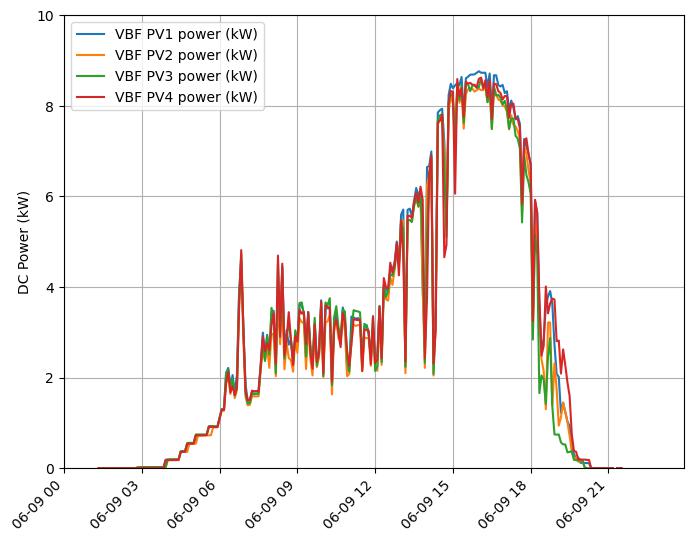 VBF PV1 power (kW)
VBF PV2 power (kW)
VBF PV3 power (kW)
VBF PV4 power (kW)
DC Power (kW)
10
8
6
4
2
0
06-09 00
06-09 03
06-09 06
06-09 09
06-09 12
06-09 15
06-09 18
06-09 21